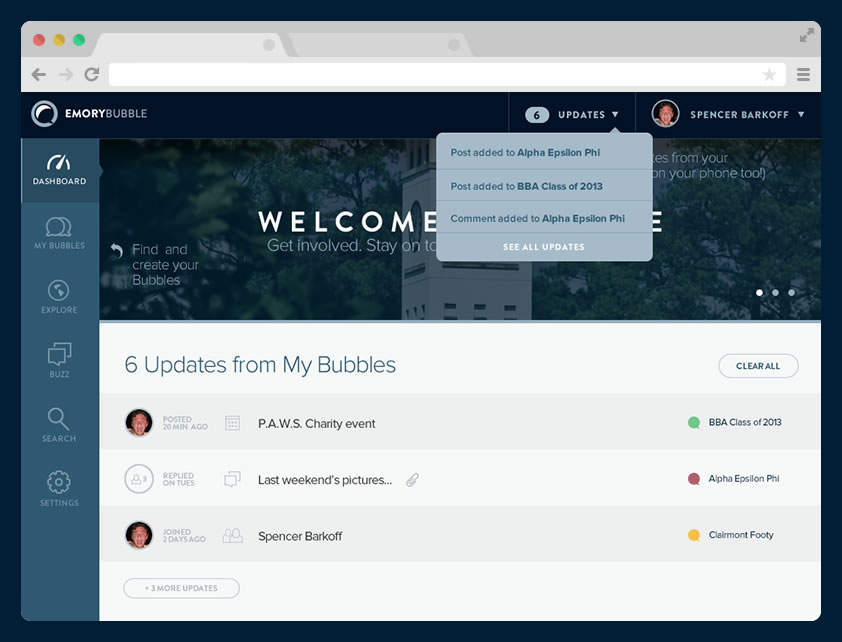 EMORYBUBBLE
6 UPDATES ▼
SPENCER BARKOFF ▼
Post added to Alpha Epsilon Phi
Post added to BBA Class of 2013
Comment added to Alpha Epsilon Phi
SEE ALL UPDATES
DASHBOARD
MY BUBBLES
EXPLORE
BUZZ
SEARCH
SETTINGS
tes from your
on your phone too!)
WELCOME E
Get involved. Stay on to
Find and
create your
Bubbles
6 Updates from My Bubbles
CLEAR ALL
POSTED
20 MIN AGO
P.A.W.S. Charity event
BBA Class of 2013
3
REPLIED
ON TUES
Last weekend's pictures...
Alpha Epsilon Phi
JOINED
2 DAYS AGO
Spencer Barkoff
Clairmont Footy
+ 3 MORE UPDATES